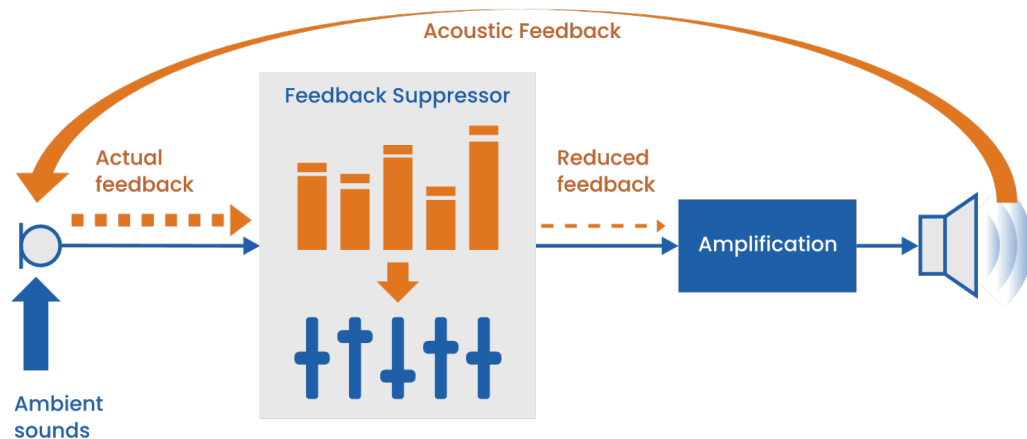 Acoustic Feedback
Feedback Suppressor
Actual
feedback
Reduced
feedback
Amplification
Ambient
sounds